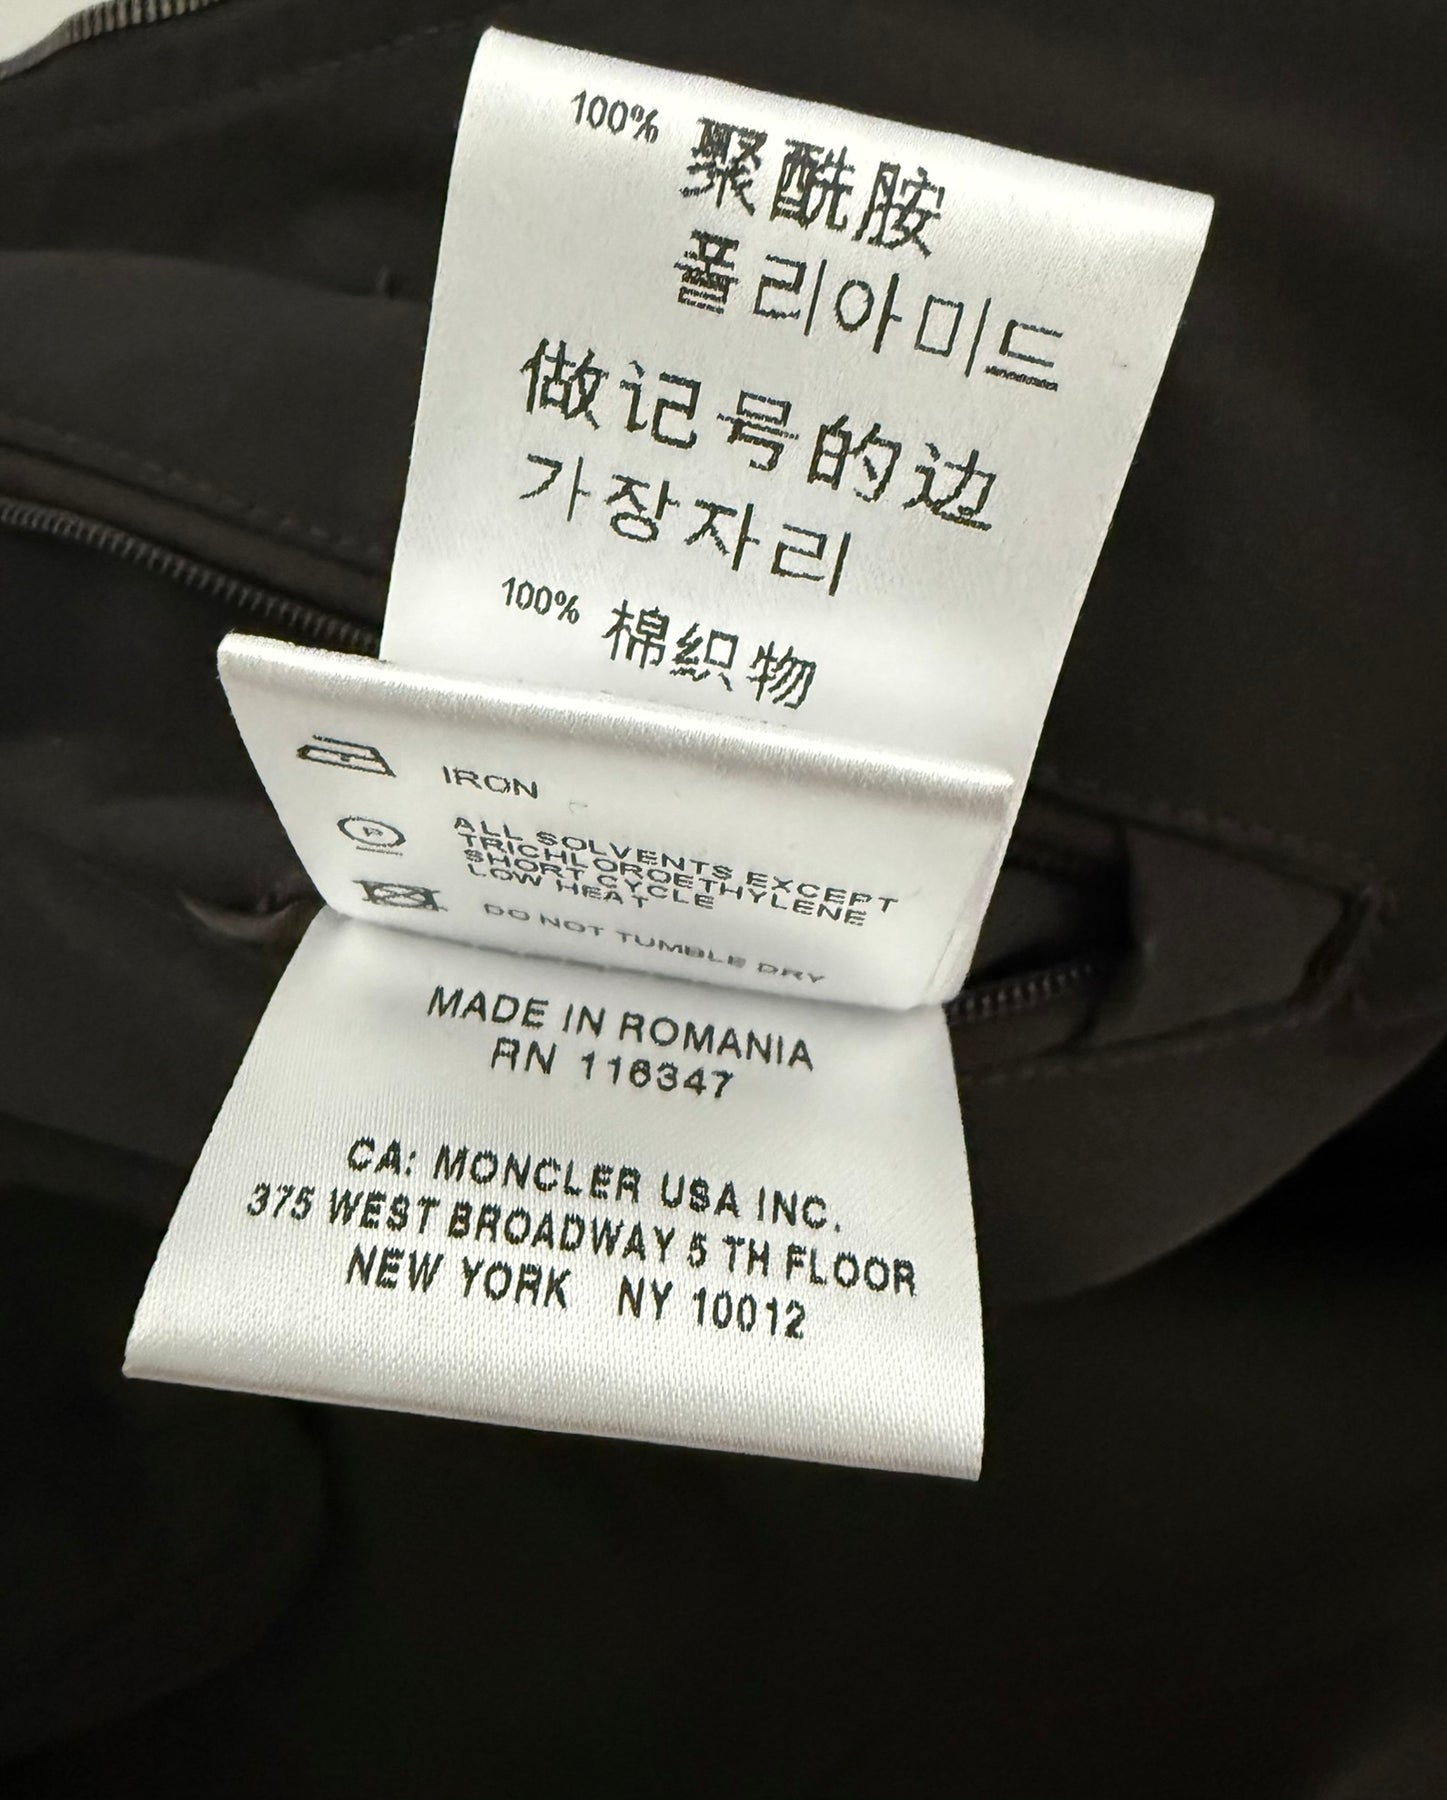 100% 聚酰胺
폴리아미드
做记号的边
가장자리
100% 棉织物
IRON
P
ALL SOLVENTS EXCEPT
TRICHLOROETHYLENE
SHORT CYCLE
LOW HEAT
DO NOT TUMBLE DRY
MADE IN ROMANIA
RN 116347
CA: MONCLER USA INC.
375 WEST BROADWAY 5 TH FLOOR
NEW YORK NY 10012